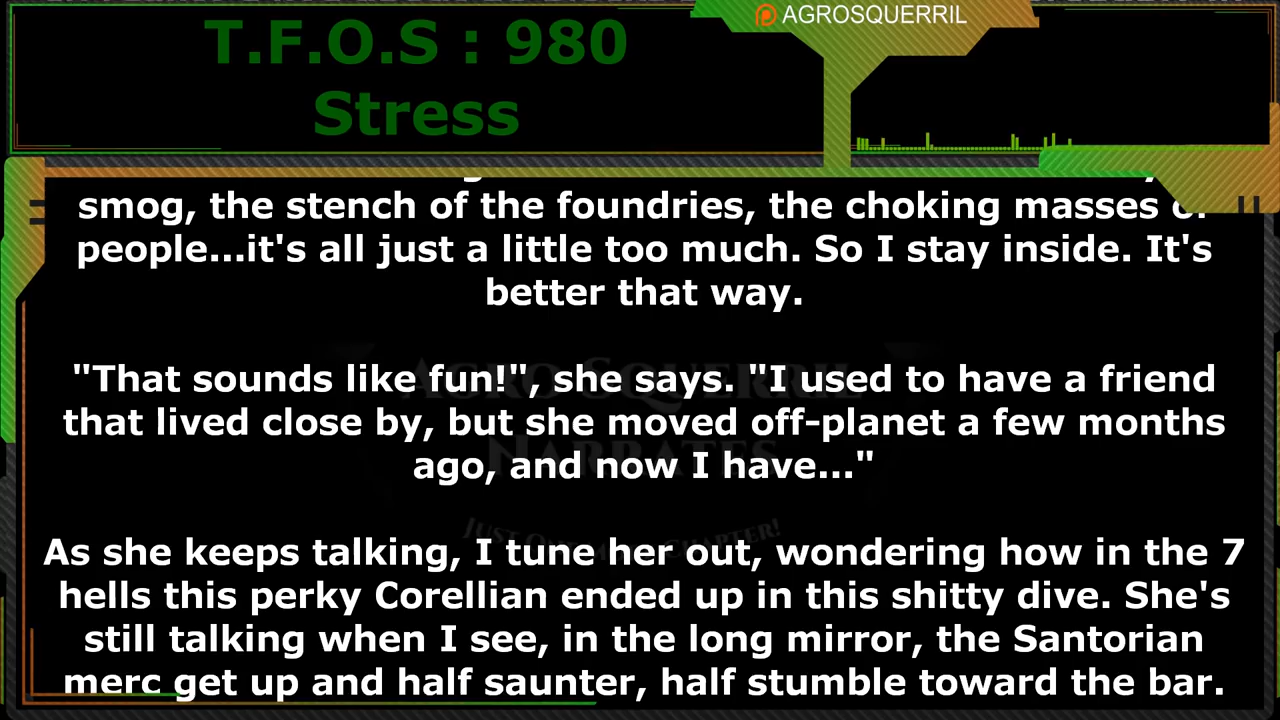 AGROSQUERRIL
T.F.O.S : 980
Stress
smog, the stench of the foundries, the choking masses of
people...it's all just a little too much. So I stay inside. It's
better that way.
"That sounds like fun!", she says. "I used to have a friend
that lived close by, but she moved off-planet a few months
ago, and now I have..."
As she keeps talking, I tune her out, wondering how in the 7
hells this perky Corellian ended up in this shitty dive. She's
still talking when I see, in the long mirror, the Santorian
merc get up and half saunter, half stumble toward the bar.
AGRO SQUERRIL
NARRATES